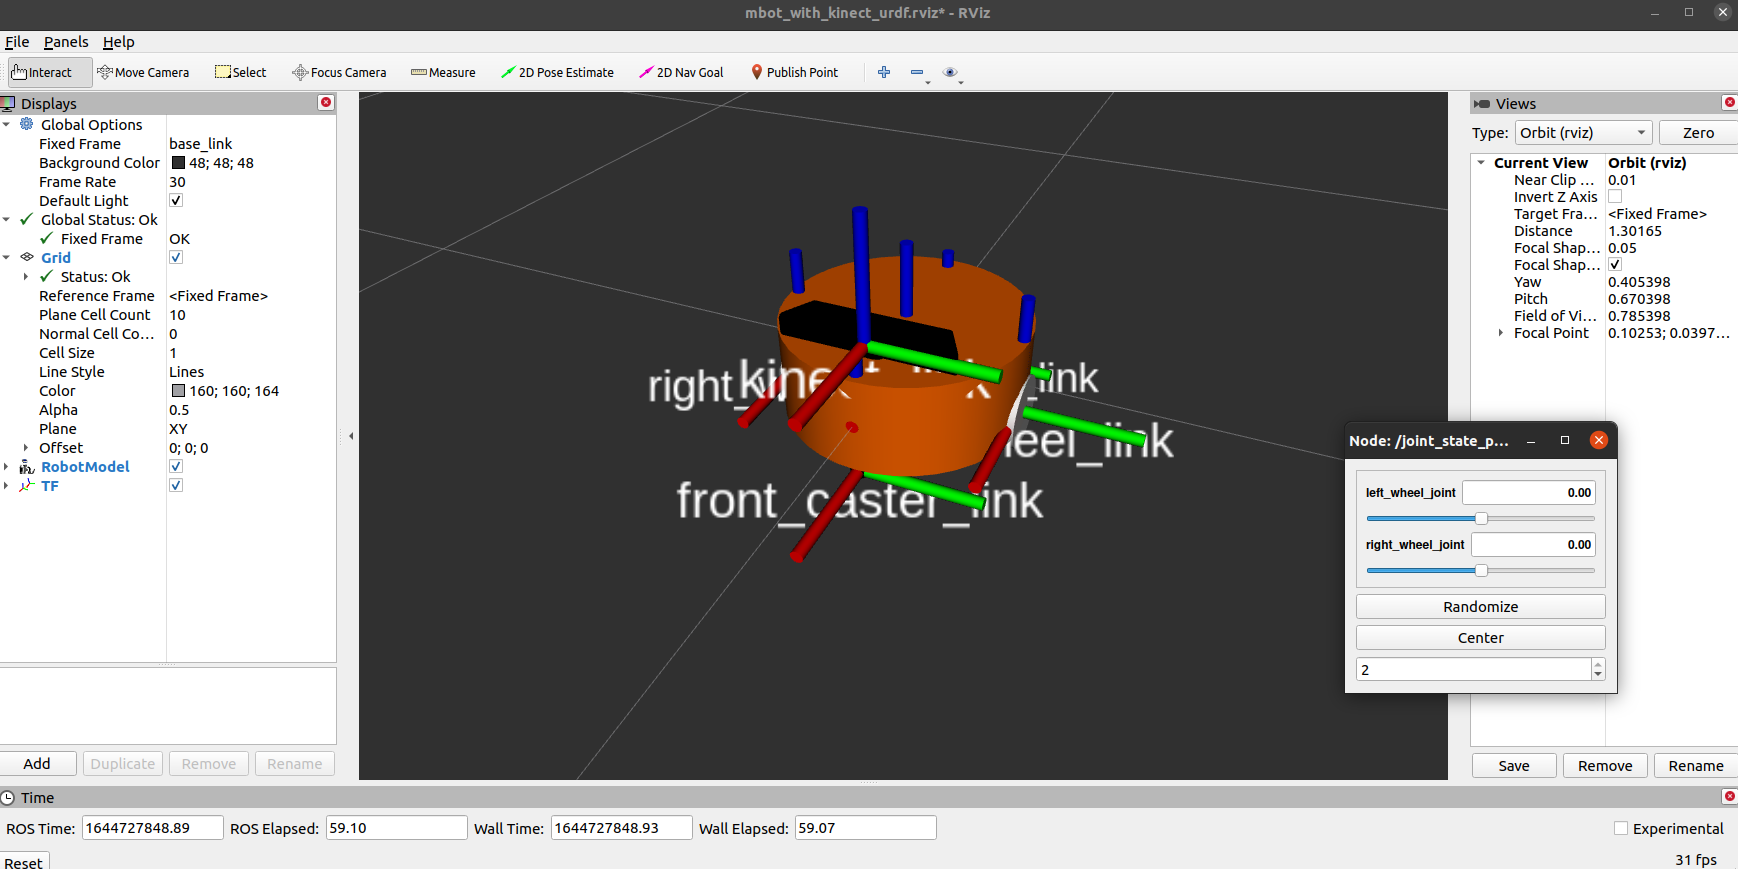 mbot_with_kinect_urdf.rviz* - RViz
File Panels Help
Interact Move Camera Select Focus Camera Measure 2D Pose Estimate 2D Nav Goal Publish Point
Displays
Global Options
Fixed Frame base_link
Background Color 48; 48; 48
Frame Rate 30
Default Light
Global Status: Ok
Fixed Frame OK
Grid
Status: Ok
Reference Frame <Fixed Frame>
Plane Cell Count 10
Normal Cell Co... 0
Cell Size 1
Line Style Lines
Color 160; 160; 164
Alpha 0.5
Plane XY
Offset 0; 0; 0
RobotModel
TF
Add Duplicate Remove Rename
right_
link
eel_link
front_caster_link
Views
Type: Orbit (rviz) Zero
Current View Orbit (rviz)
Near Clip ... 0.01
Invert Z Axis
Target Fra... <Fixed Frame>
Distance 1.30165
Focal Shap... 0.05
Focal Shap...
Yaw 0.405398
Pitch 0.670398
Field of Vi... 0.785398
Focal Point 0.10253; 0.0397...
Node: /joint_state_p...
left_wheel_joint 0.00
right_wheel_joint 0.00
Randomize
Center
2
Save Remove Rename
Time
ROS Time: 1644727848.89 ROS Elapsed: 59.10 Wall Time: 1644727848.93 Wall Elapsed: 59.07 Experimental
Reset 31 fps